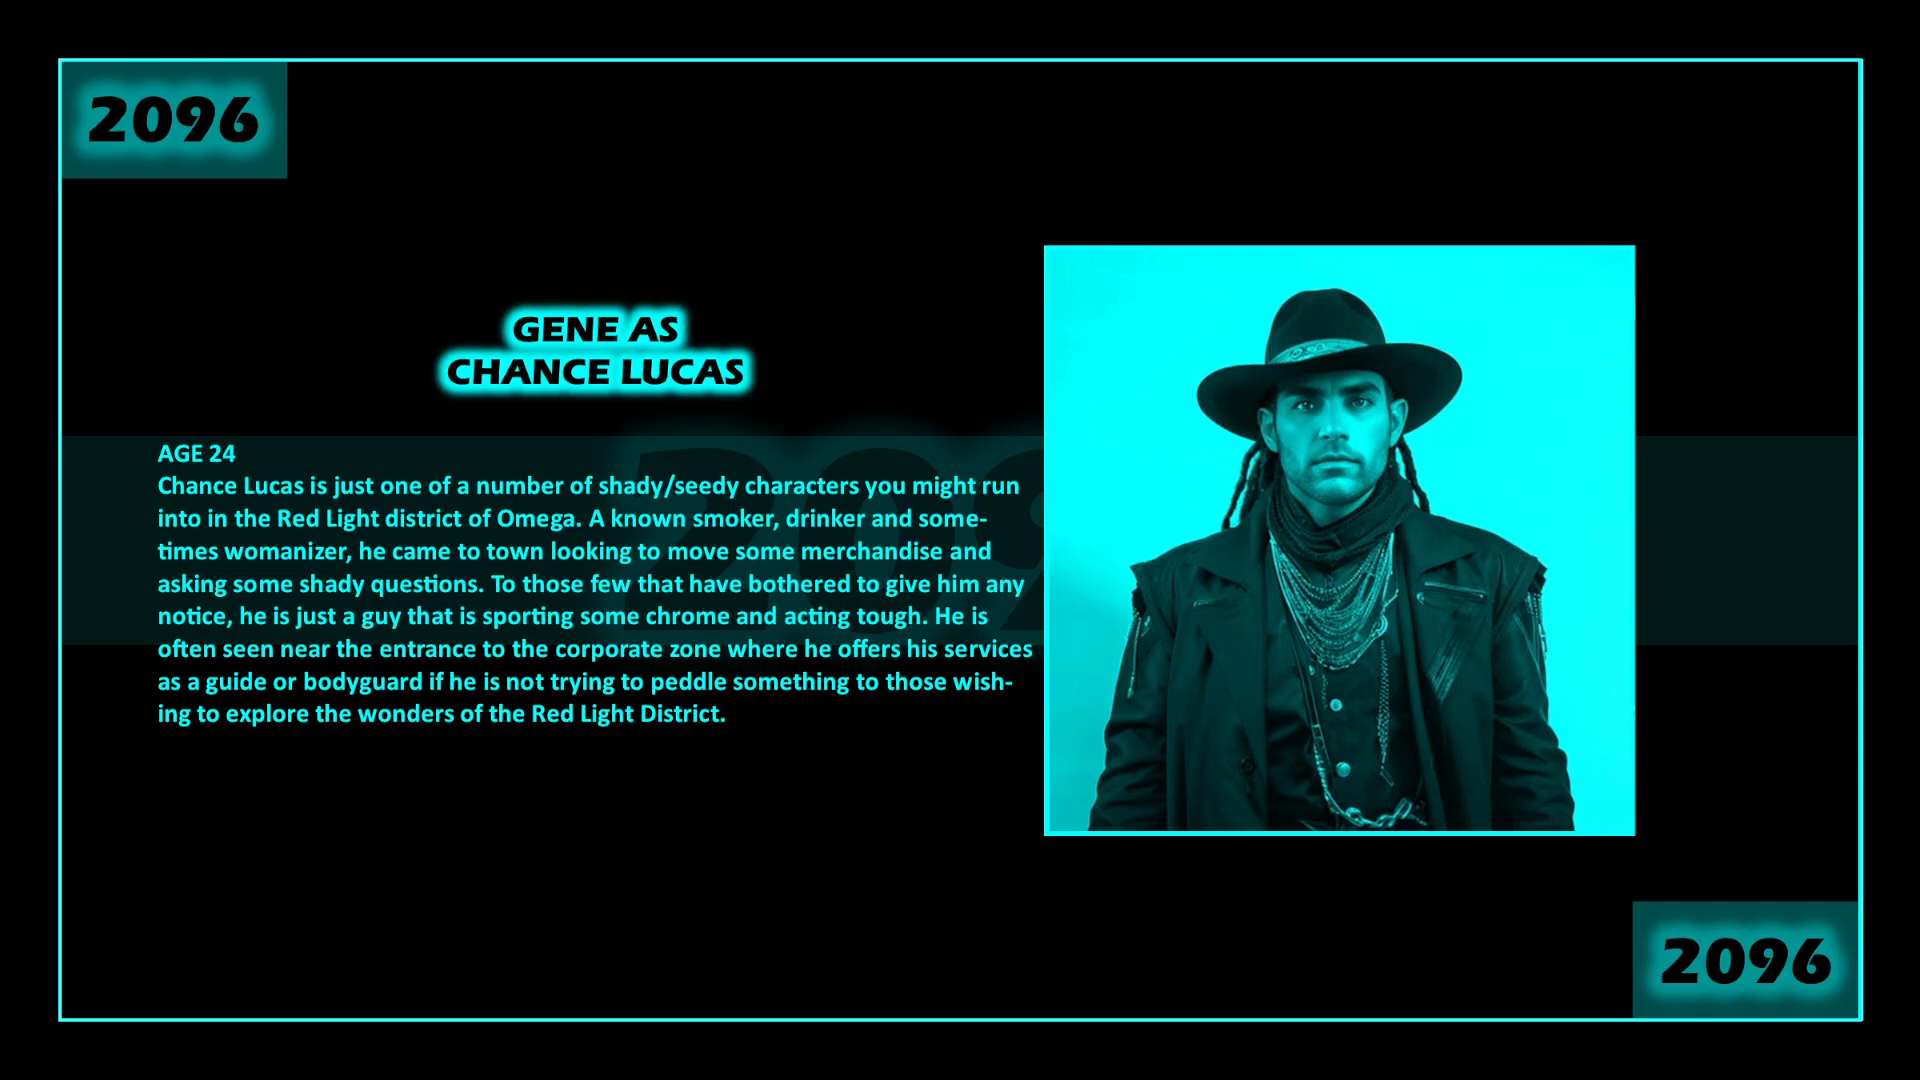 2096
GENE AS
CHANCE LUCAS
AGE 24
Chance Lucas is just one of a number of shady/seedy characters you might run
into in the Red Light district of Omega. A known smoker, drinker and some-
times womanizer, he came to town looking to move some merchandise and
asking some shady questions. To those few that have bothered to give him any
notice, he is just a guy that is sporting some chrome and acting tough. He is
often seen near the entrance to the corporate zone where he offers his services
as a guide or bodyguard if he is not trying to peddle something to those wish-
ing to explore the wonders of the Red Light District.
2096